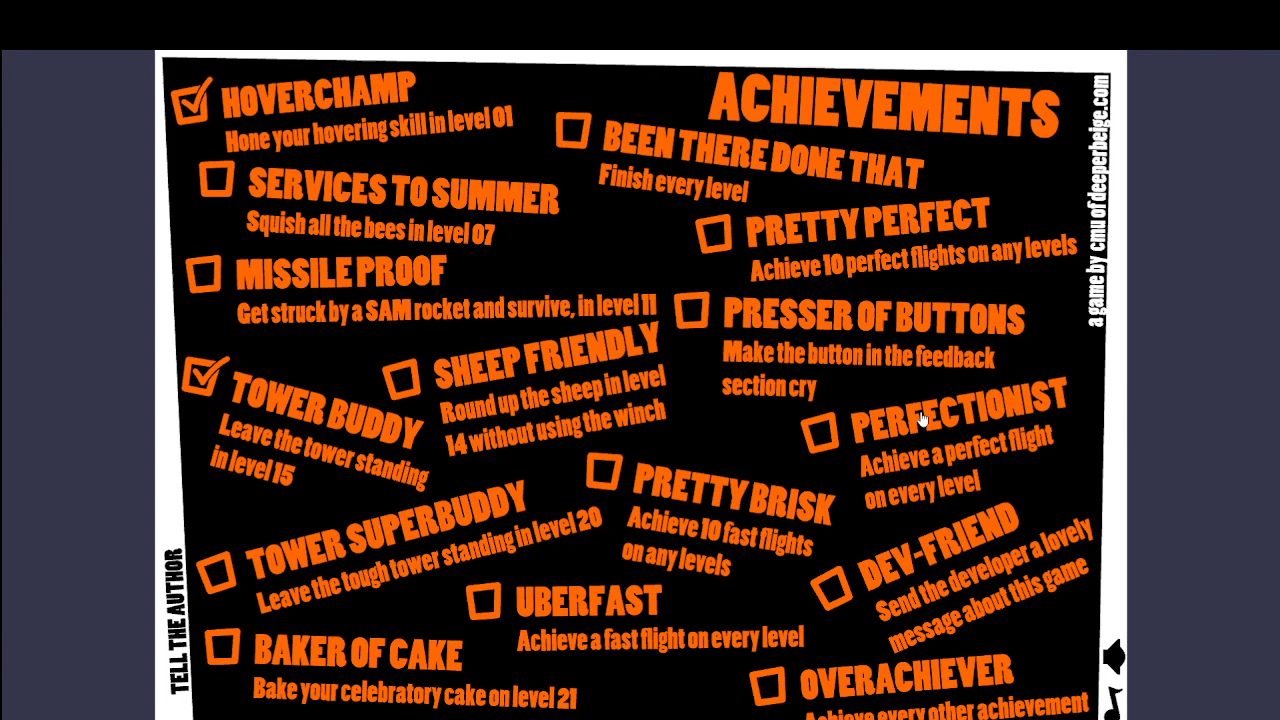 ACHIEVEMENTS
HOVERCHAMP
Hone your hovering skill in level 01
BEEN THERE DONE THAT
Finish every level
SERVICES TO SUMMER
Squish all the bees in level 07
PRETTY PERFECT
Achieve 10 perfect flights on any levels
MISSILE PROOF
Get struck by a SAM rocket and survive, in level 11
PRESSER OF BUTTONS
Make the button in the feedback
section cry
TOWER BUDDY
Leave the tower standing
in level 15
SHEEP FRIENDLY
Round up the sheep in level
14 without using the winch
PERFECTIONIST
Achieve a perfect flight
on every level
PRETTY BRISK
Achieve 10 fast flights
on any levels
TOWER SUPERBUDDY
Leave the tough tower standing in level 20
DEV-FRIEND
Send the developer a lovely
message about this game
UBERFAST
Achieve a fast flight on every level
BAKER OF CAKE
Bake your celebratory cake on level 21
OVERACHIEVER
Achieve every other achievement
TELL THE AUTHOR
a game by cmu of deeperbeige.com